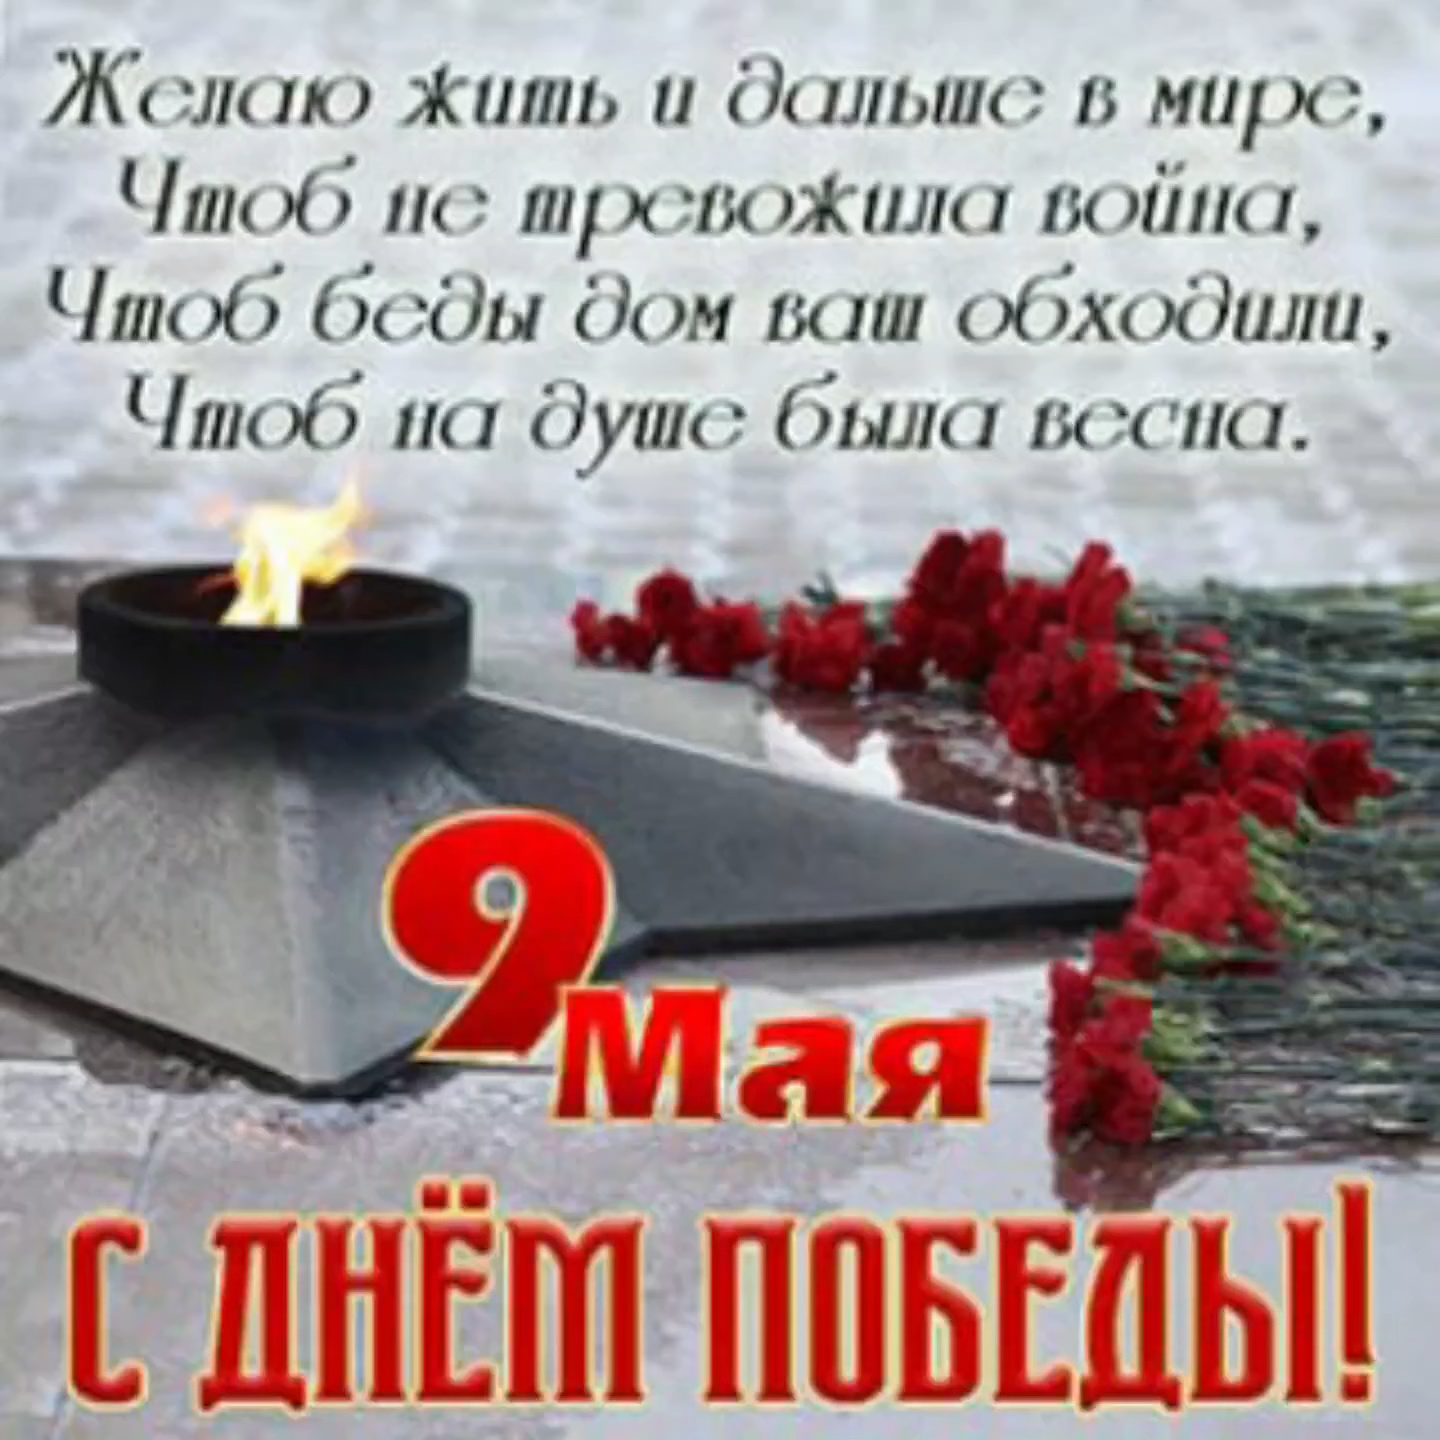 Желаю жить и дальше в мире,
Чтоб не тревожила война,
Чтоб беды дом ваш обходили,
Чтоб на душе была весна.
9 Мая
С ДНЁМ ПОБЕДЫ!